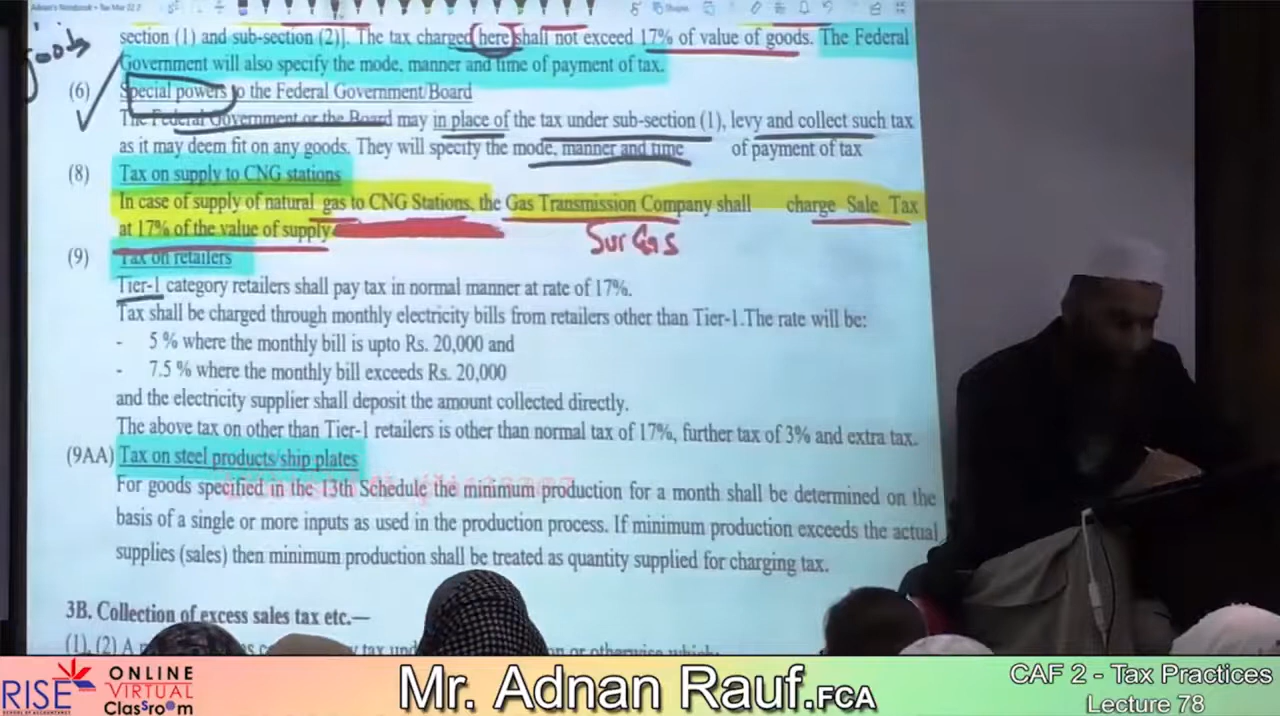 Adnan's Notebook
goods
section (1) and sub-section (2)]. The tax charged here shall not exceed 17% of value of goods. The Federal
Government will also specify the mode, manner and time of payment of tax.
(6) Special powers to the Federal Government/Board
The Federal Government or the Board may in place of the tax under sub-section (1), levy and collect such tax
as it may deem fit on any goods. They will specify the mode, manner and time of payment of tax
(8) Tax on supply to CNG stations
In case of supply of natural gas to CNG Stations, the Gas Transmission Company shall charge Sale Tax
at 17% of the value of supply
Sui Gas
(9) Tax on retailers
Tier-1 category retailers shall pay tax in normal manner at rate of 17%.
Tax shall be charged through monthly electricity bills from retailers other than Tier-1.The rate will be:
- 5 % where the monthly bill is upto Rs. 20,000 and
- 7.5 % where the monthly bill exceeds Rs. 20,000
and the electricity supplier shall deposit the amount collected directly.
The above tax on other than Tier-1 retailers is other than normal tax of 17%, further tax of 3% and extra tax.
(9AA) Tax on steel products/ship plates
For goods specified in the 13th Schedule the minimum production for a month shall be determined on the
basis of a single or more inputs as used in the production process. If minimum production exceeds the actual
supplies (sales) then minimum production shall be treated as quantity supplied for charging tax.
3B. Collection of excess sales tax etc.—
(1), (2) A tax or otherwise which,
RISE
SCHOOL OF ACCOUNTANCY
ONLINE
VIRTUAL
Classroom
Mr. Adnan Rauf.FCA
CAF 2 - Tax Practices
Lecture 78